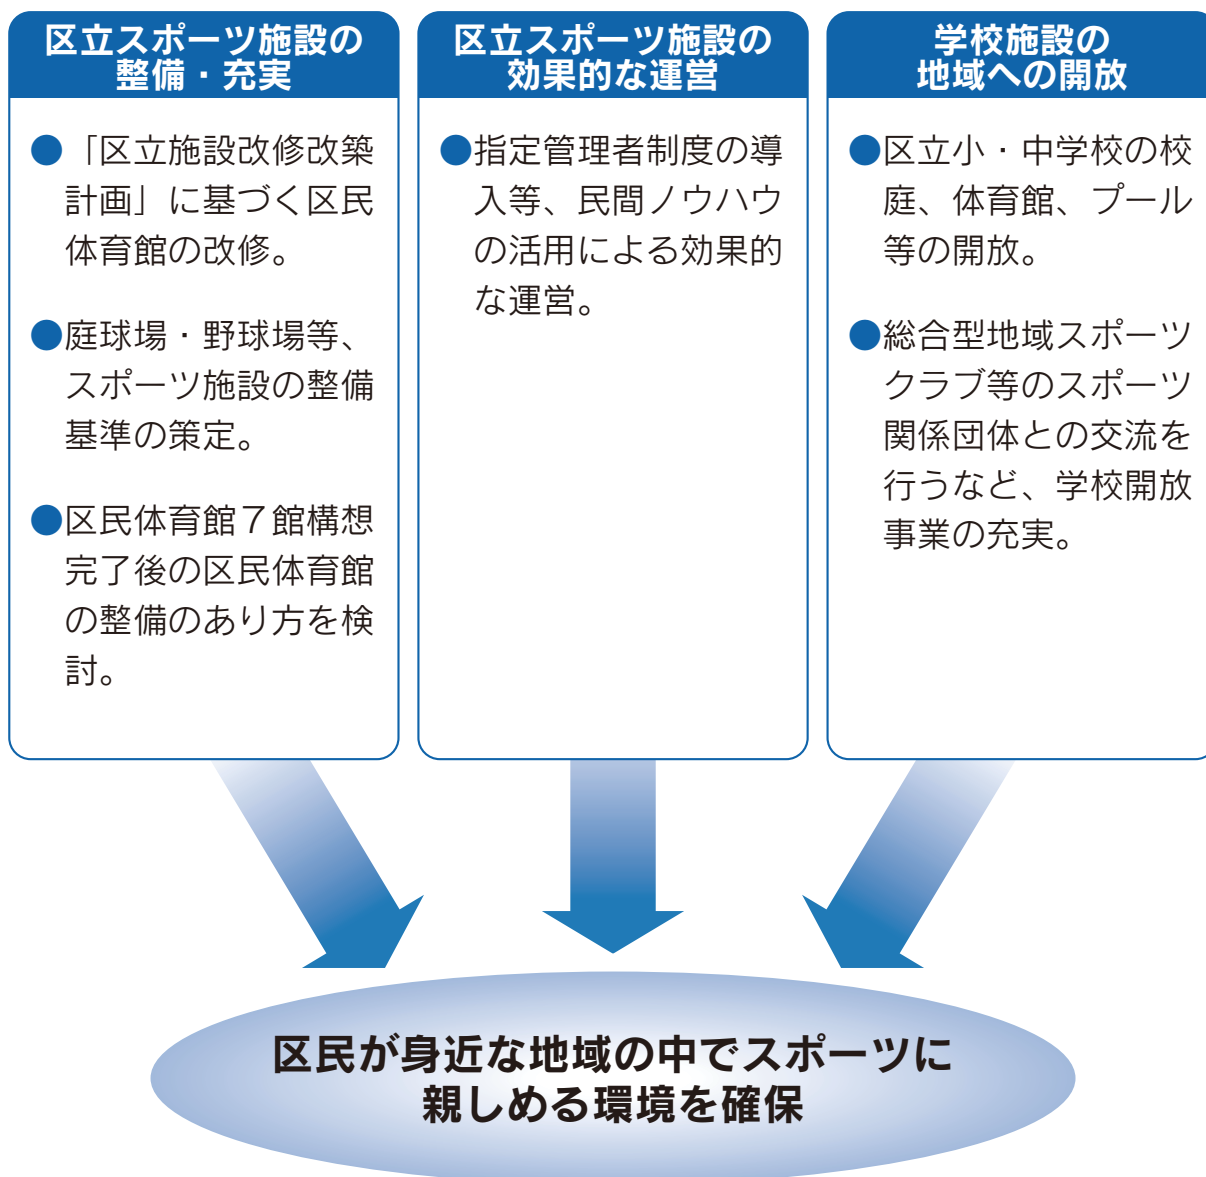 区立スポーツ施設の
整備・充実
●「区立施設改修改築
計画」に基づく区民
体育館の改修。
●庭球場・野球場等、
スポーツ施設の整備
基準の策定。
●区民体育館７館構想
完了後の区民体育館
の整備のあり方を検
討。
区立スポーツ施設の
効果的な運営
●指定管理者制度の導
入等、民間ノウハウ
の活用による効果的
な運営。
学校施設の
地域への開放
●区立小・中学校の校
庭、体育館、プール
等の開放。
●総合型地域スポーツ
クラブ等のスポーツ
関係団体との交流を
行うなど、学校開放
事業の充実。
区民が身近な地域の中でスポーツに
親しめる環境を確保